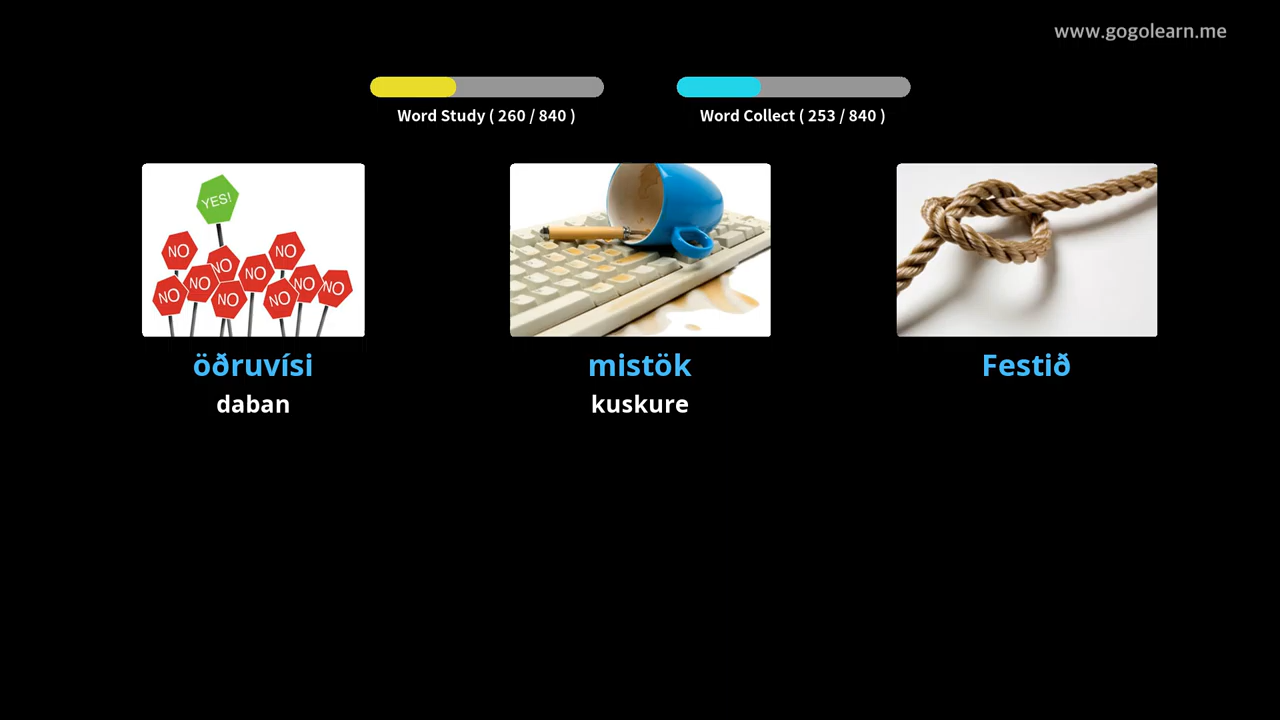 www.gogolearn.me
Word Study ( 260 / 840 )
Word Collect ( 253 / 840 )
YES!
NO
NO
NO
NO
NO
NO
NO
NO
NO
NO
öðruvísi
mistök
Festið
daban
kuskure